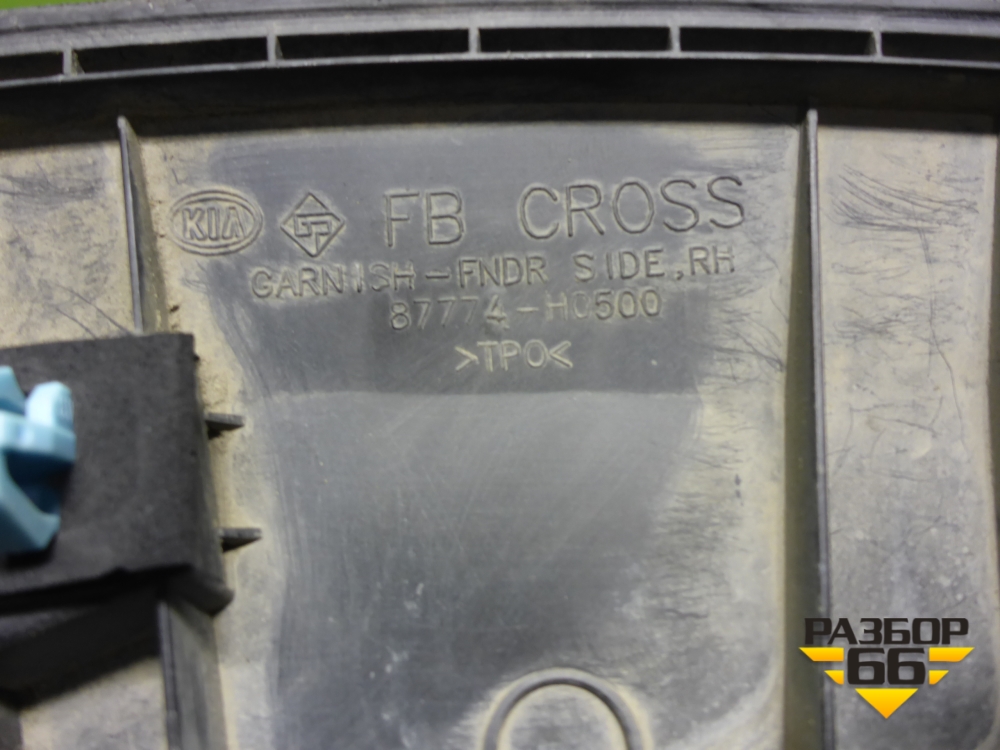 KIA FB CROSS
GARNISH-FNDR SIDE,RH
87774-H0500
>TPO<
РАЗБОР
66